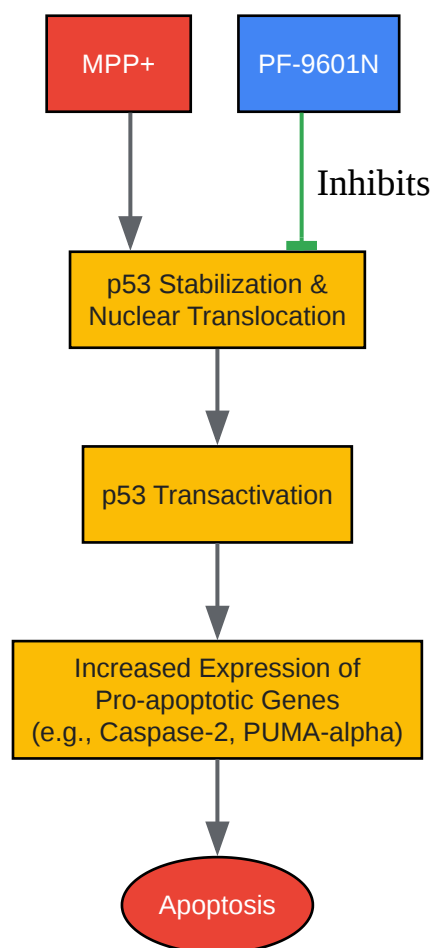 MPP+
PF-9601N
Inhibits
p53 Stabilization &
Nuclear Translocation
p53 Transactivation
Increased Expression of
Pro-apoptotic Genes
(e.g., Caspase-2, PUMA-alpha)
Apoptosis